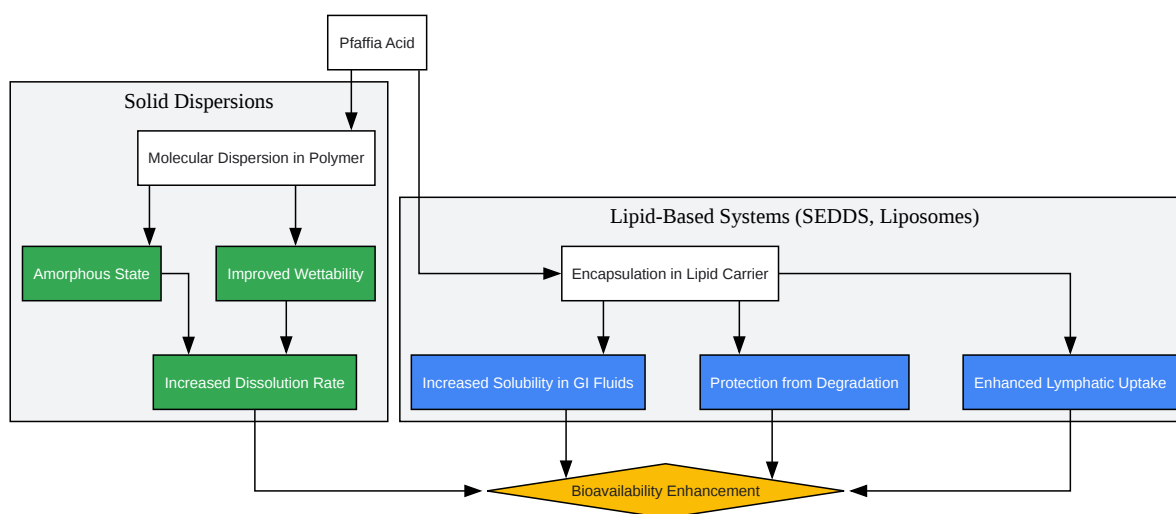 Pfaffia Acid
Solid Dispersions
Molecular Dispersion in Polymer
Lipid-Based Systems (SEDDS, Liposomes)
Amorphous State
Improved Wettability
Encapsulation in Lipid Carrier
Increased Dissolution Rate
Increased Solubility in GI Fluids
Protection from Degradation
Enhanced Lymphatic Uptake
Bioavailability Enhancement